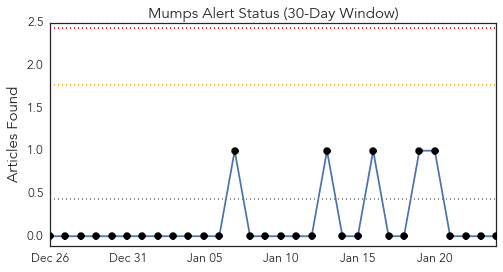 Mumps Alert Status (30-Day Window)
Articles Found
2.5
2.0
1.5
1.0
0.5
0.0
Dec 26 Dec 31 Jan 05 Jan 10 Jan 15 Jan 20